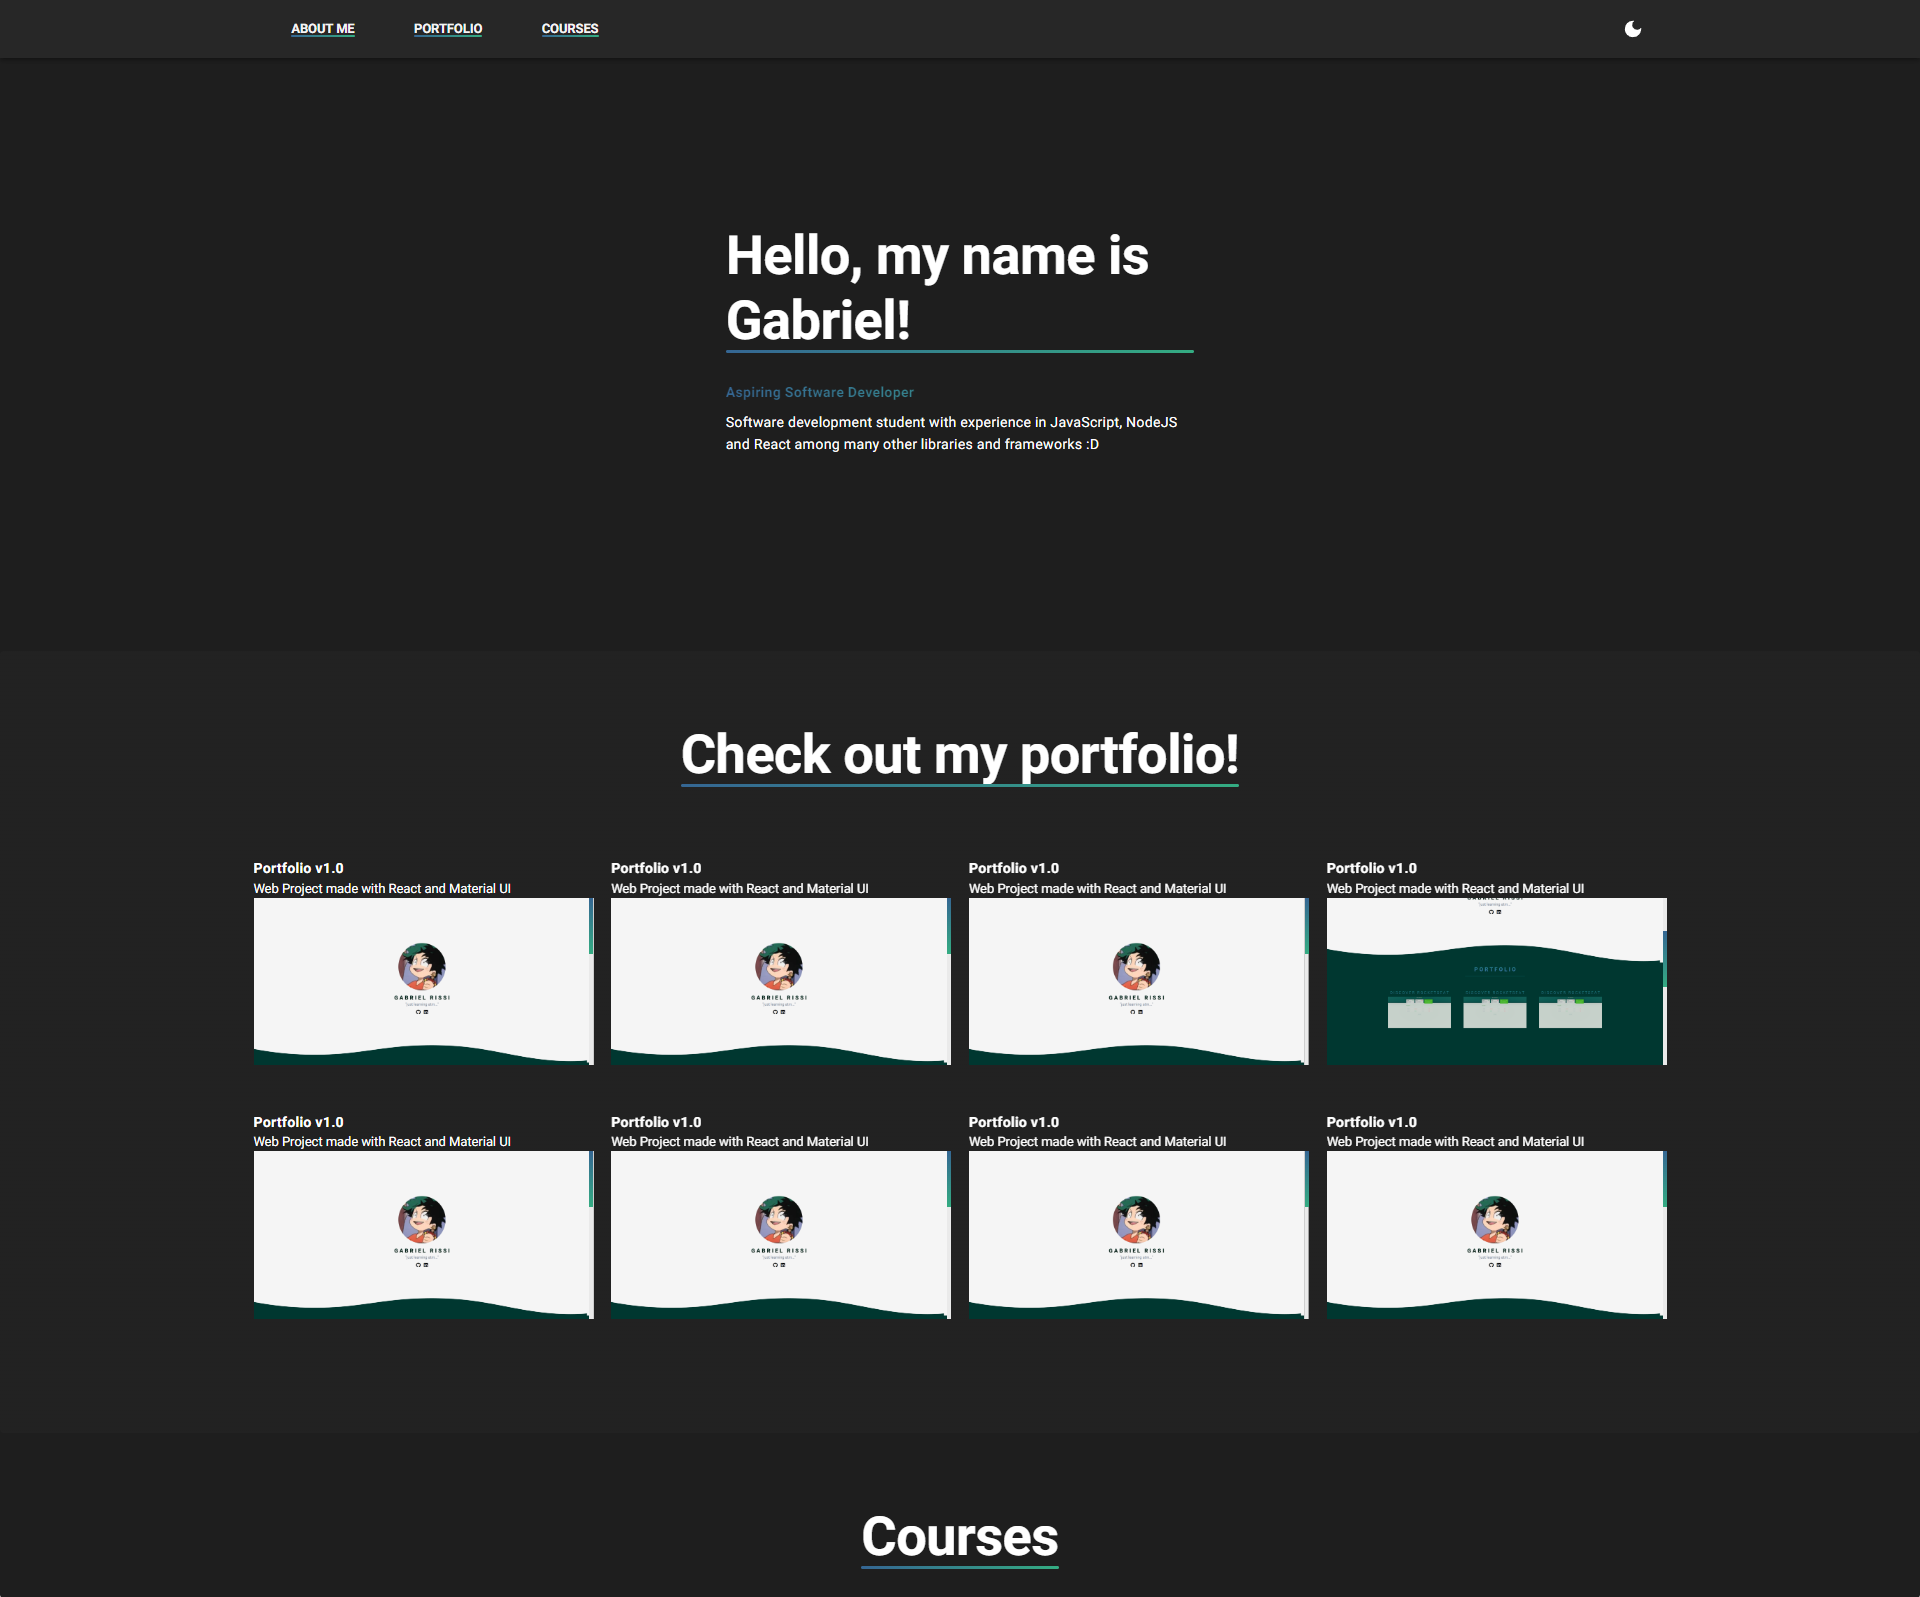 ABOUT ME
PORTFOLIO
COURSES
Hello, my name is
Gabriel!
Aspiring Software Developer
Software development student with experience in JavaScript, NodeJS
and React among many other libraries and frameworks :D
Check out my portfolio!
Portfolio v1.0
Web Project made with React and Material UI
GABRIEL RISSI
Portfolio v1.0
Web Project made with React and Material UI
GABRIEL RISSI
Portfolio v1.0
Web Project made with React and Material UI
GABRIEL RISSI
Portfolio v1.0
Web Project made with React and Material UI
PORTFOLIO
Portfolio v1.0
Web Project made with React and Material UI
GABRIEL RISSI
Portfolio v1.0
Web Project made with React and Material UI
GABRIEL RISSI
Portfolio v1.0
Web Project made with React and Material UI
GABRIEL RISSI
Portfolio v1.0
Web Project made with React and Material UI
GABRIEL RISSI
Courses